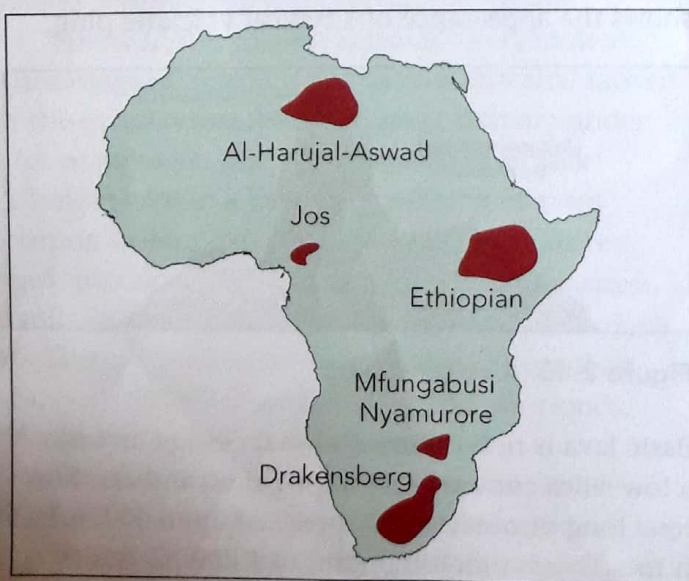 Al-Harujal-Aswad
Jos
Ethiopian
Mfungabusi
Nyamurore
Drakensberg